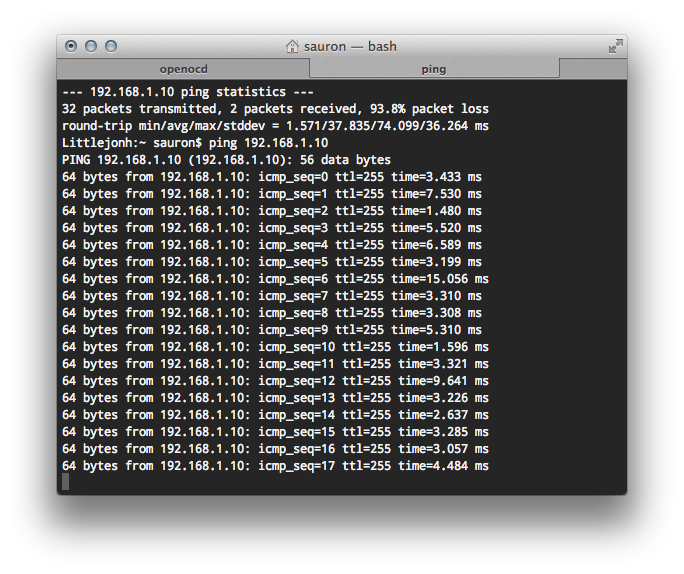 sauron — bash
openocd
ping
--- 192.168.1.10 ping statistics ---
32 packets transmitted, 2 packets received, 93.8% packet loss
round-trip min/avg/max/stddev = 1.571/37.835/74.099/36.264 ms
Littlejonh:~ sauron$ ping 192.168.1.10
PING 192.168.1.10 (192.168.1.10): 56 data bytes
64 bytes from 192.168.1.10: icmp_seq=0 ttl=255 time=3.433 ms
64 bytes from 192.168.1.10: icmp_seq=1 ttl=255 time=7.530 ms
64 bytes from 192.168.1.10: icmp_seq=2 ttl=255 time=1.480 ms
64 bytes from 192.168.1.10: icmp_seq=3 ttl=255 time=5.520 ms
64 bytes from 192.168.1.10: icmp_seq=4 ttl=255 time=6.589 ms
64 bytes from 192.168.1.10: icmp_seq=5 ttl=255 time=3.199 ms
64 bytes from 192.168.1.10: icmp_seq=6 ttl=255 time=15.056 ms
64 bytes from 192.168.1.10: icmp_seq=7 ttl=255 time=3.310 ms
64 bytes from 192.168.1.10: icmp_seq=8 ttl=255 time=3.308 ms
64 bytes from 192.168.1.10: icmp_seq=9 ttl=255 time=5.310 ms
64 bytes from 192.168.1.10: icmp_seq=10 ttl=255 time=1.596 ms
64 bytes from 192.168.1.10: icmp_seq=11 ttl=255 time=3.321 ms
64 bytes from 192.168.1.10: icmp_seq=12 ttl=255 time=9.641 ms
64 bytes from 192.168.1.10: icmp_seq=13 ttl=255 time=3.226 ms
64 bytes from 192.168.1.10: icmp_seq=14 ttl=255 time=2.637 ms
64 bytes from 192.168.1.10: icmp_seq=15 ttl=255 time=3.285 ms
64 bytes from 192.168.1.10: icmp_seq=16 ttl=255 time=3.057 ms
64 bytes from 192.168.1.10: icmp_seq=17 ttl=255 time=4.484 ms